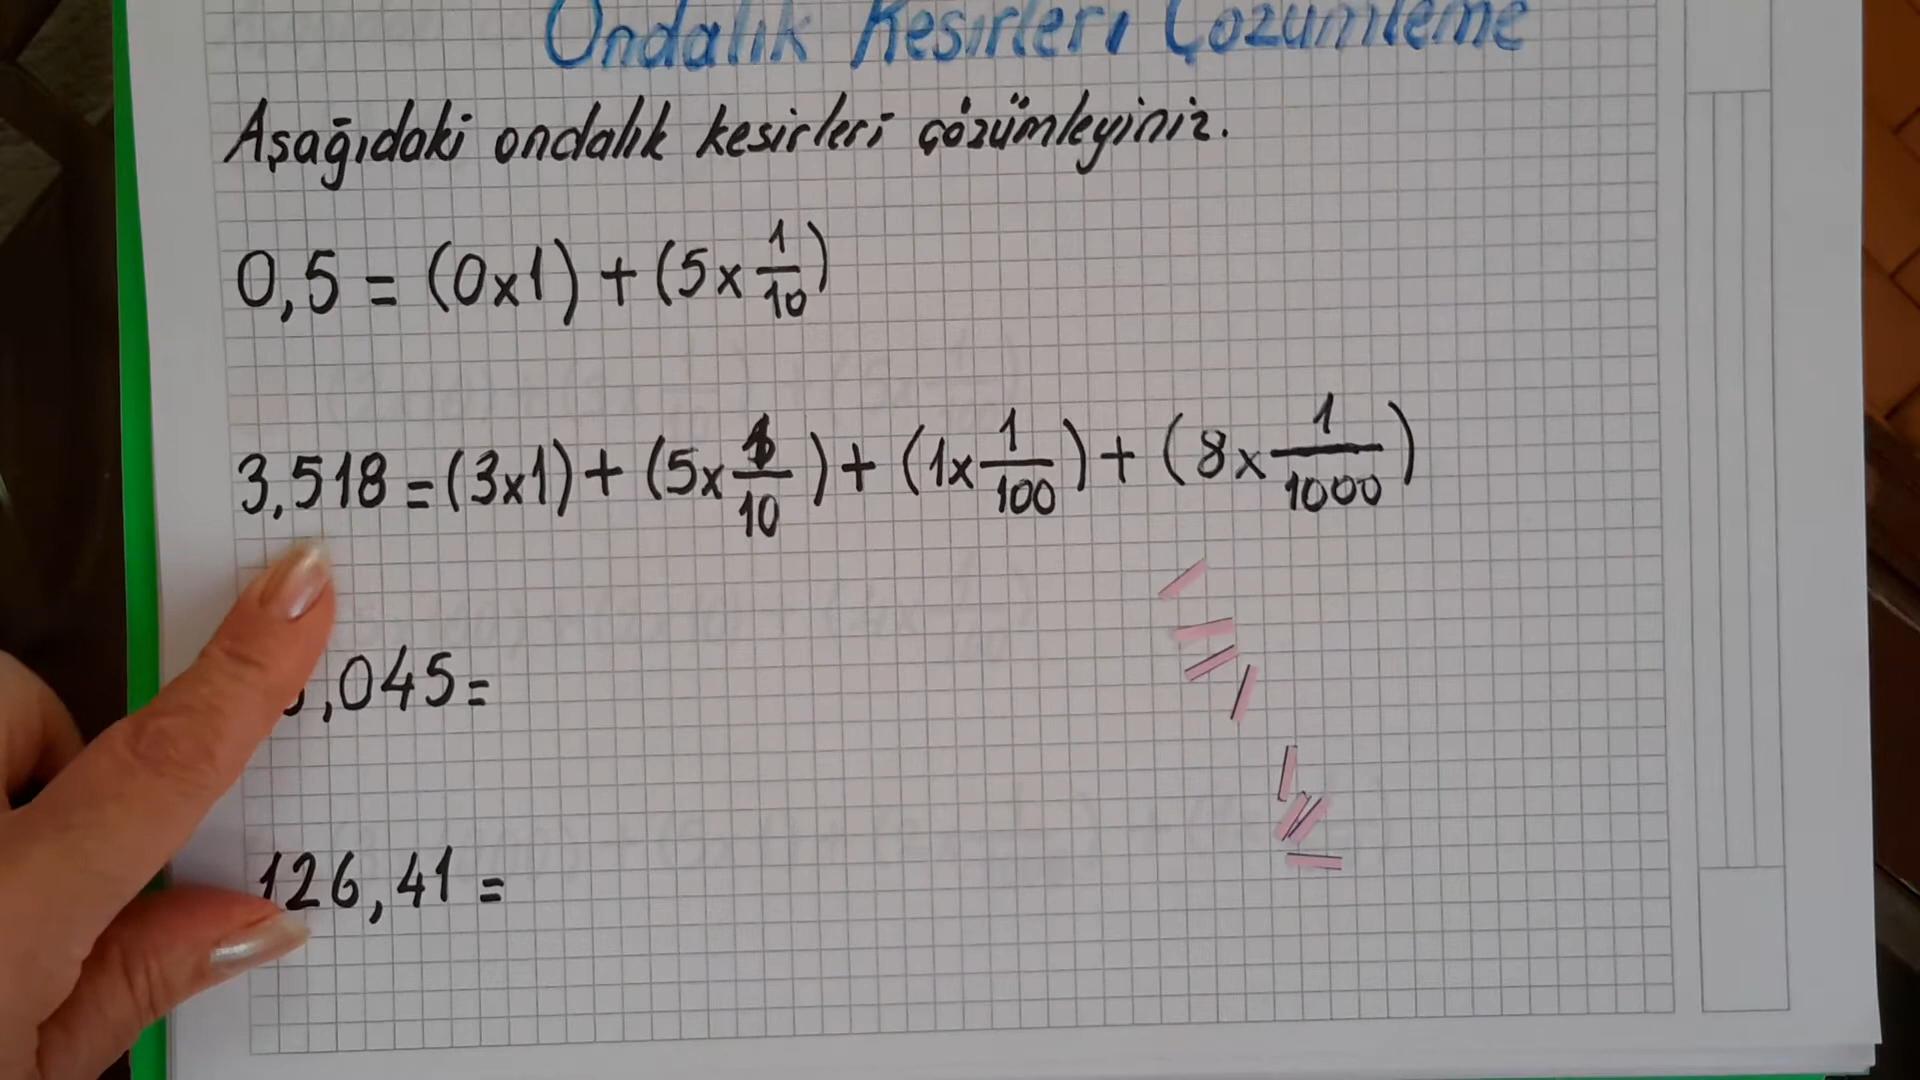 Ondalık Kesirleri Çözümleme
Aşağıdaki ondalık kesirleri çözümleyiniz.
0,5 = (0x1) + (5x 1/10)
3,518 = (3x1) + (5x 1/10) + (1x 1/100) + (8x 1/1000)
,045 =
126,41 =